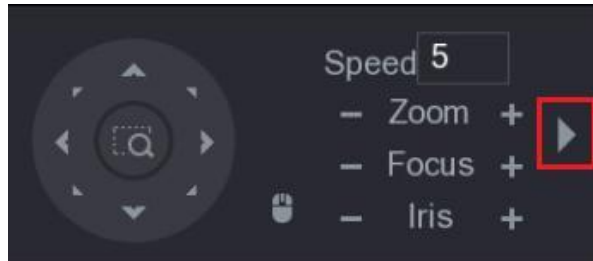 Speed 5
− Zoom +
− Focus +
− Iris +